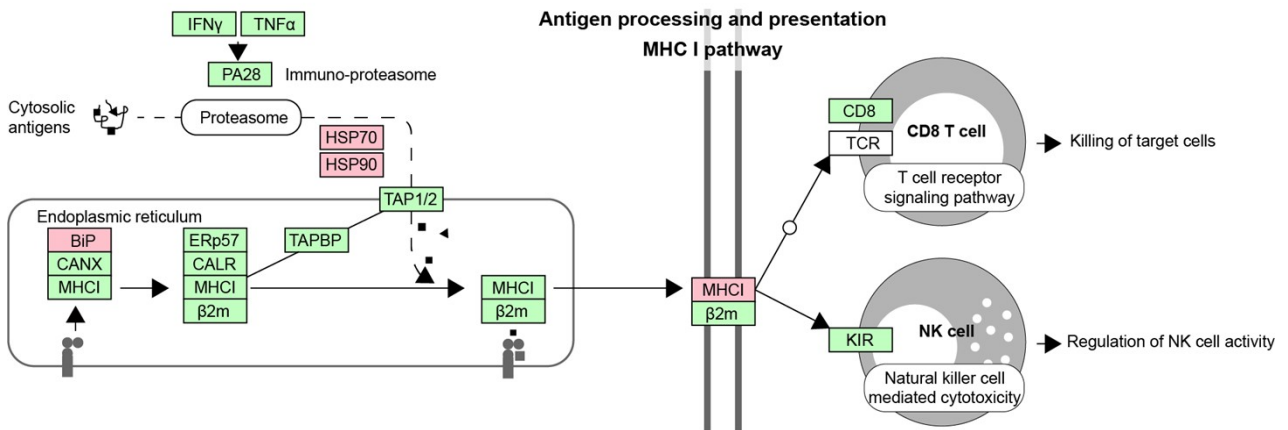 Antigen processing and presentation
MHC I pathway
IFNγ
TNFα
PA28
Immuno-proteasome
Cytosolic
antigens
Proteasome
HSP70
HSP90
TAP1/2
Endoplasmic reticulum
BiP
CANX
MHCI
ERp57
CALR
MHCI
β2m
TAPBP
MHCI
β2m
MHCI
β2m
CD8
TCR
CD8 T cell
T cell receptor
signaling pathway
Killing of target cells
KIR
NK cell
Natural killer cell
mediated cytotoxicity
Regulation of NK cell activity